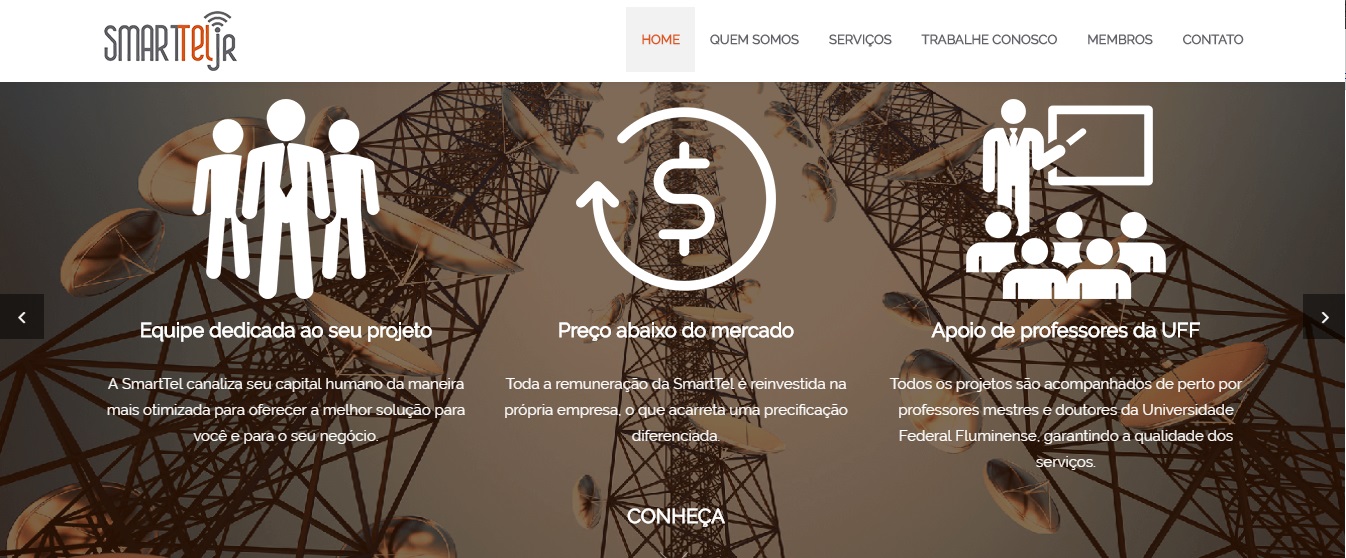 SMARTTELJR
HOME QUEM SOMOS SERVIÇOS TRABALHE CONOSCO MEMBROS CONTATO
$
Equipe dedicada ao seu projeto
A SmartTel canaliza seu capital humano da maneira
mais otimizada para oferecer a melhor solução para
você e para o seu negócio.
Preço abaixo do mercado
Toda a remuneração da SmartTel é reinvestida na
própria empresa, o que acarreta uma precificação
diferenciada.
Apoio de professores da UFF
Todos os projetos são acompanhados de perto por
professores mestres e doutores da Universidade
Federal Fluminense, garantindo a qualidade dos
serviços.
CONHEÇA